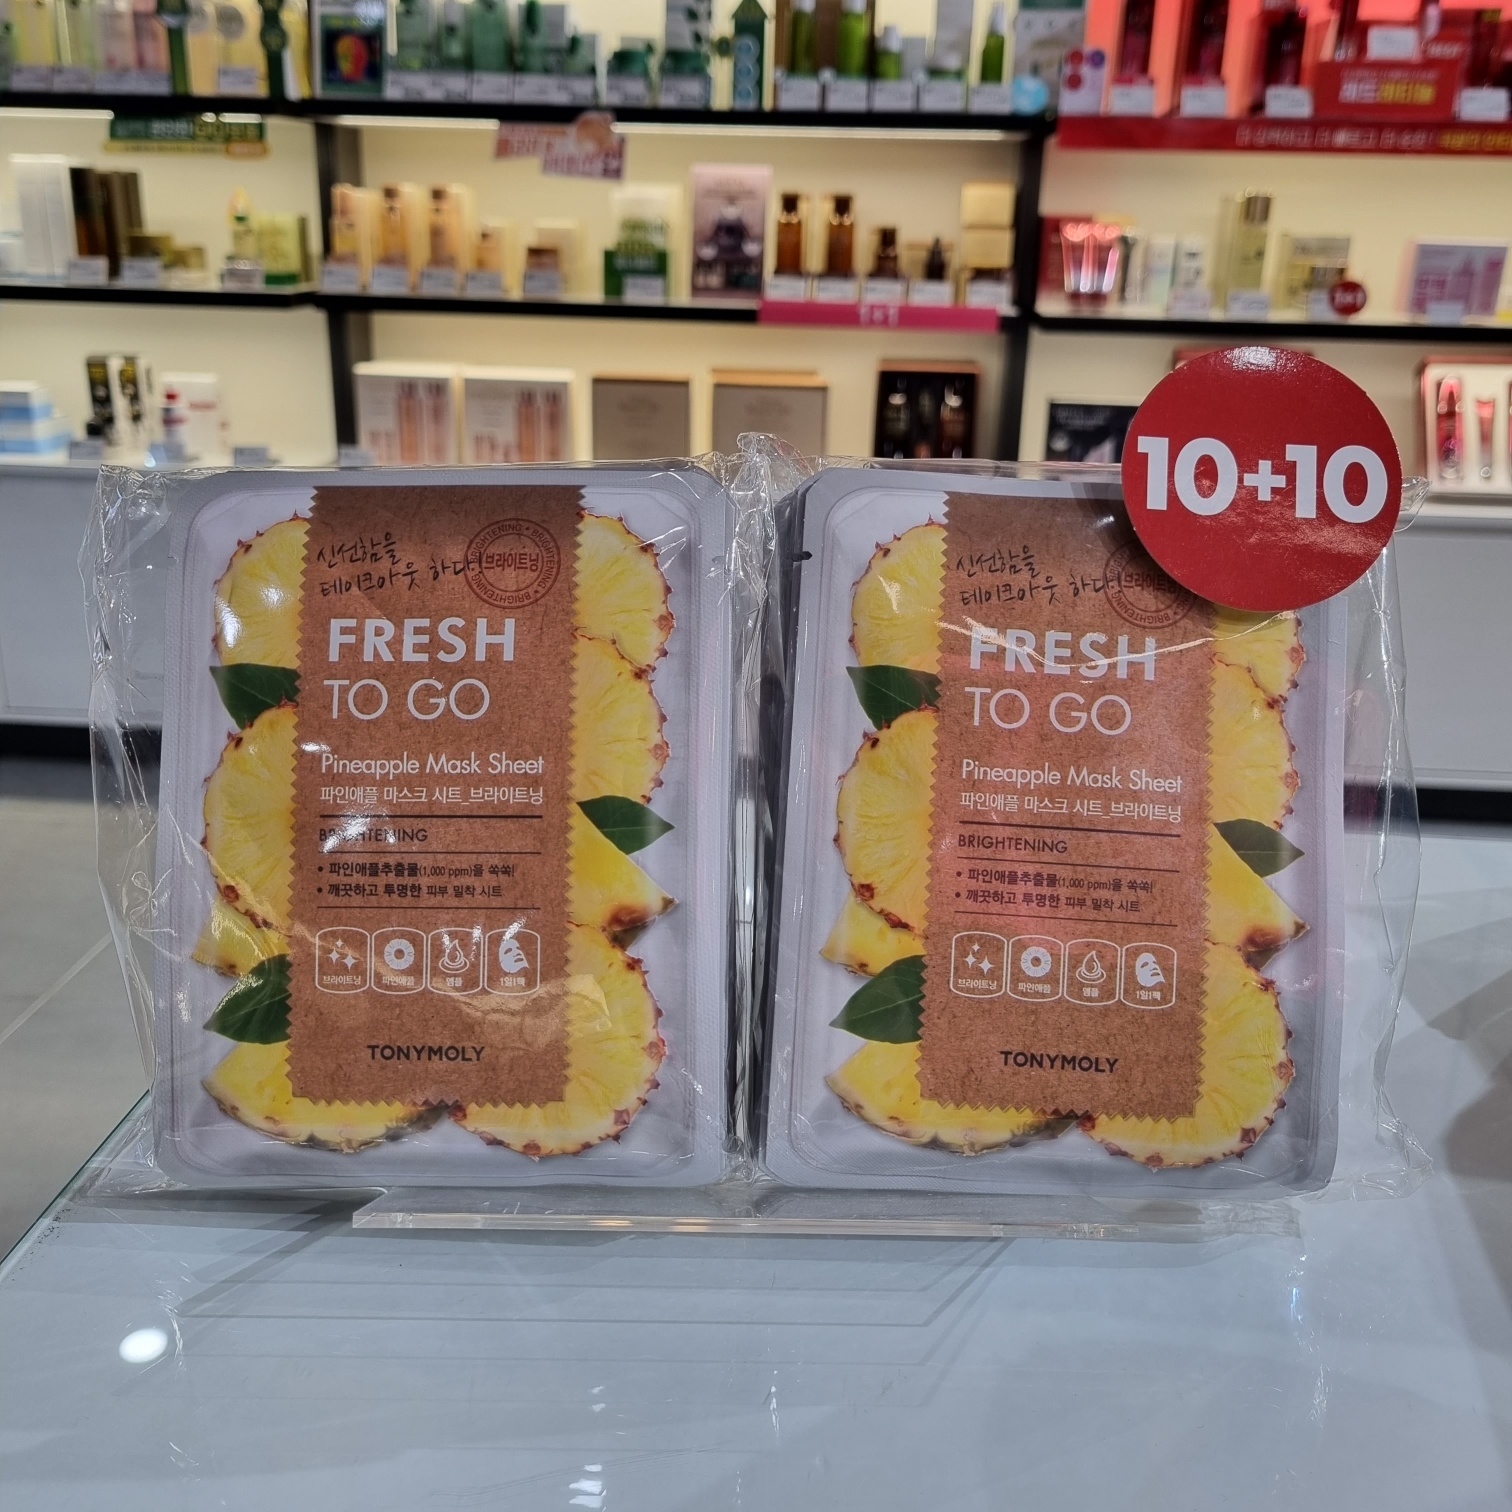 1+1
1+1
10+10
신선함을
테이크아웃 하다!
BRIGHTENING • BRIGHTENING • BRIGHTENING
브라이트닝
FRESH
TO GO
Pineapple Mask Sheet
파인애플 마스크 시트_브라이트닝
BRIGHTENING
• 파인애플추출물(1,000 ppm)을 쏙쏙!
• 깨끗하고 투명한 피부 밀착 시트
브라이트닝 파인애플 앰플 1일1팩
TONYMOLY
신선함을
테이크아웃 하다!
브라이트닝
BRIGHTENING
FRESH
TO GO
Pineapple Mask Sheet
파인애플 마스크 시트_브라이트닝
BRIGHTENING
• 파인애플추출물(1,000 ppm)을 쏙쏙!
• 깨끗하고 투명한 피부 밀착 시트
브라이트닝 파인애플 앰플 1일1팩
TONYMOLY